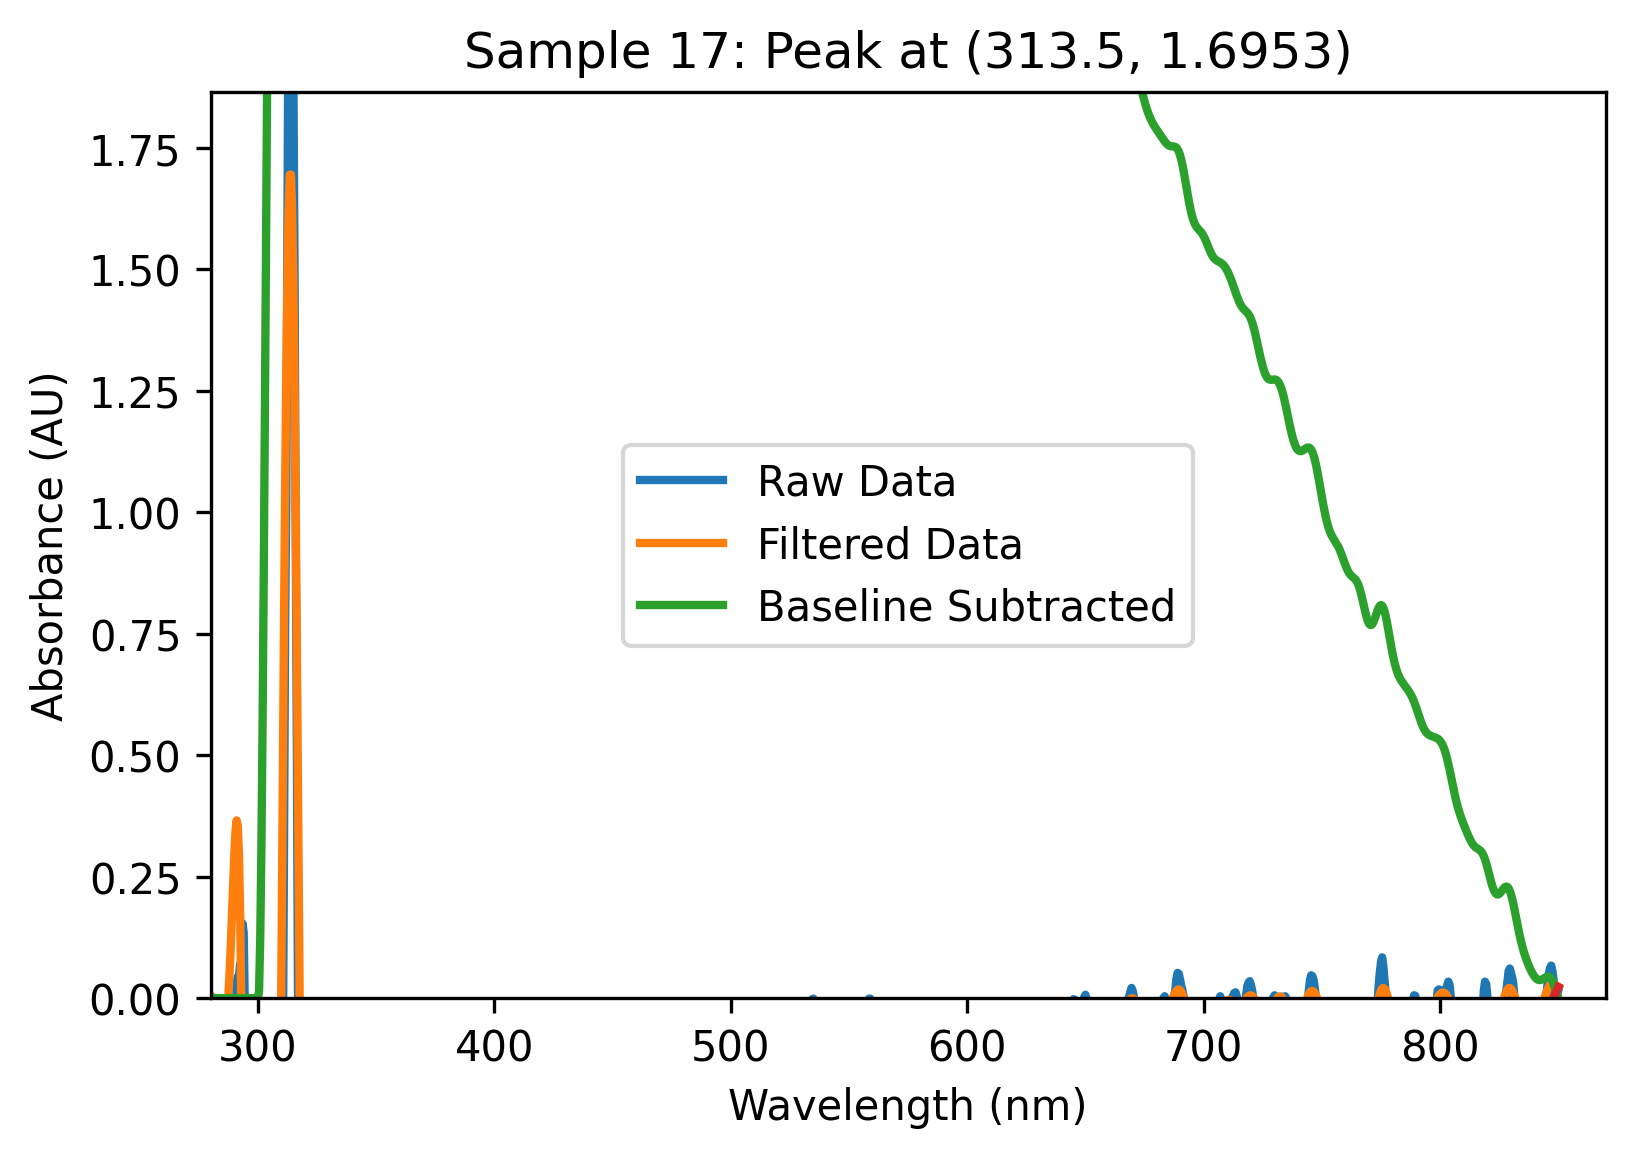 Sample 17: Peak at (313.5, 1.6953)
1.75
1.50
1.25
1.00
0.75
0.50
0.25
0.00
Absorbance (AU)
Raw Data
Filtered Data
Baseline Subtracted
300 400 500 600 700 800
Wavelength (nm)